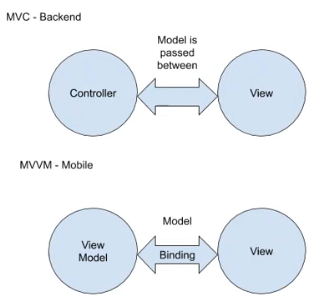 MVC - Backend
Model is
passed
between
Controller
View
MVVM - Mobile
Model
View
Model
Binding
View